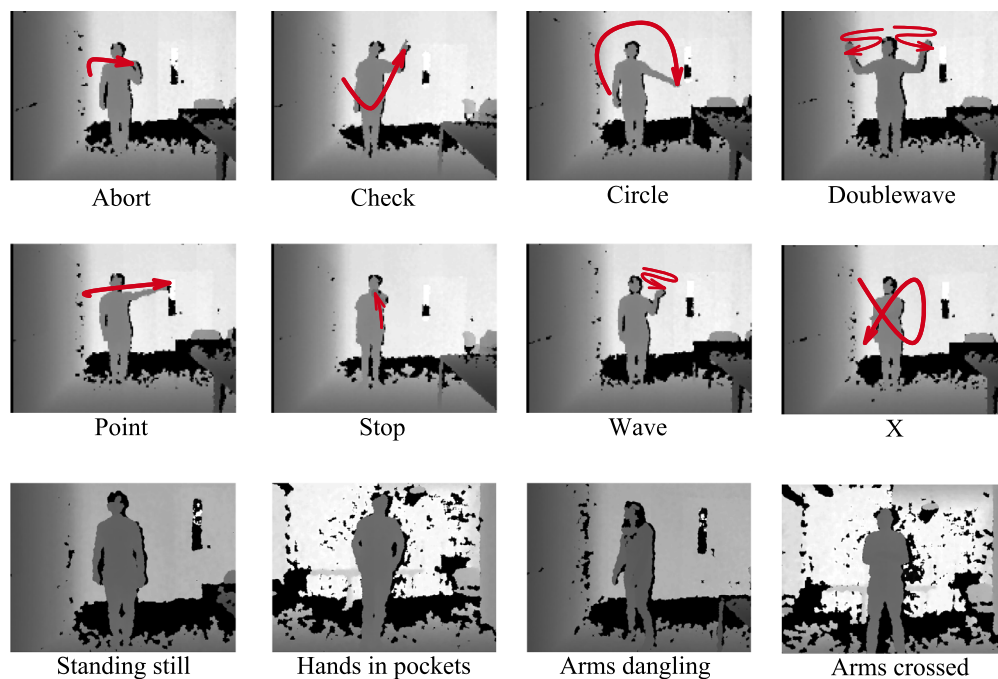 Abort
Check
Circle
Doublewave
Point
Stop
Wave
X
Standing still
Hands in pockets
Arms dangling
Arms crossed